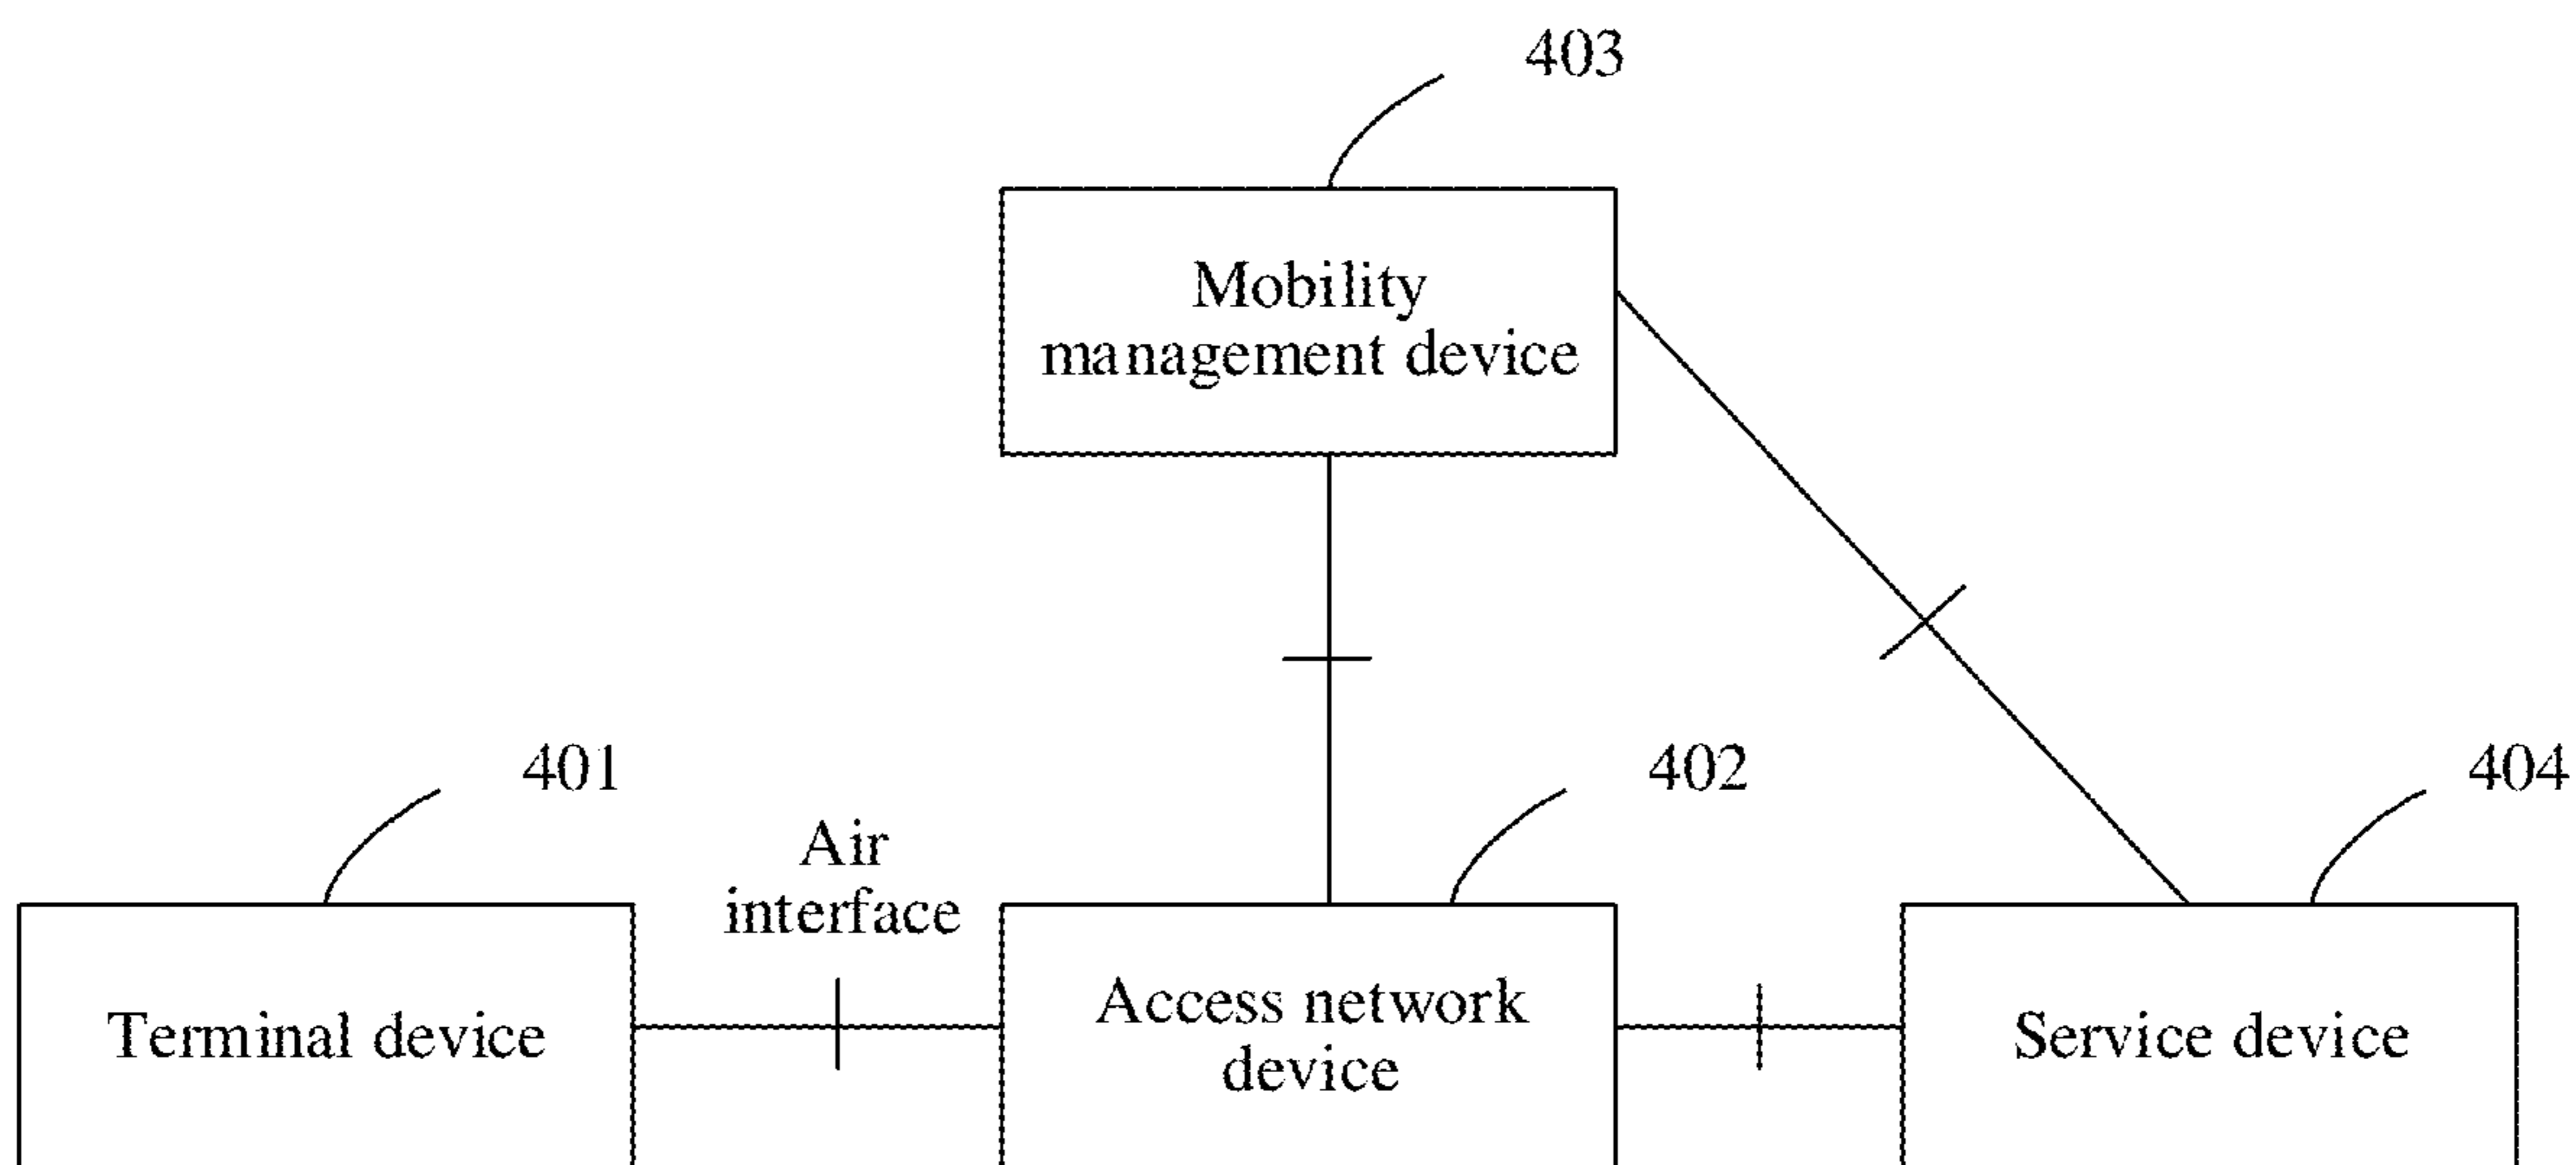 403
Mobility
management device
401
402
404
Air
interface
Terminal device
Access network
device
Service device